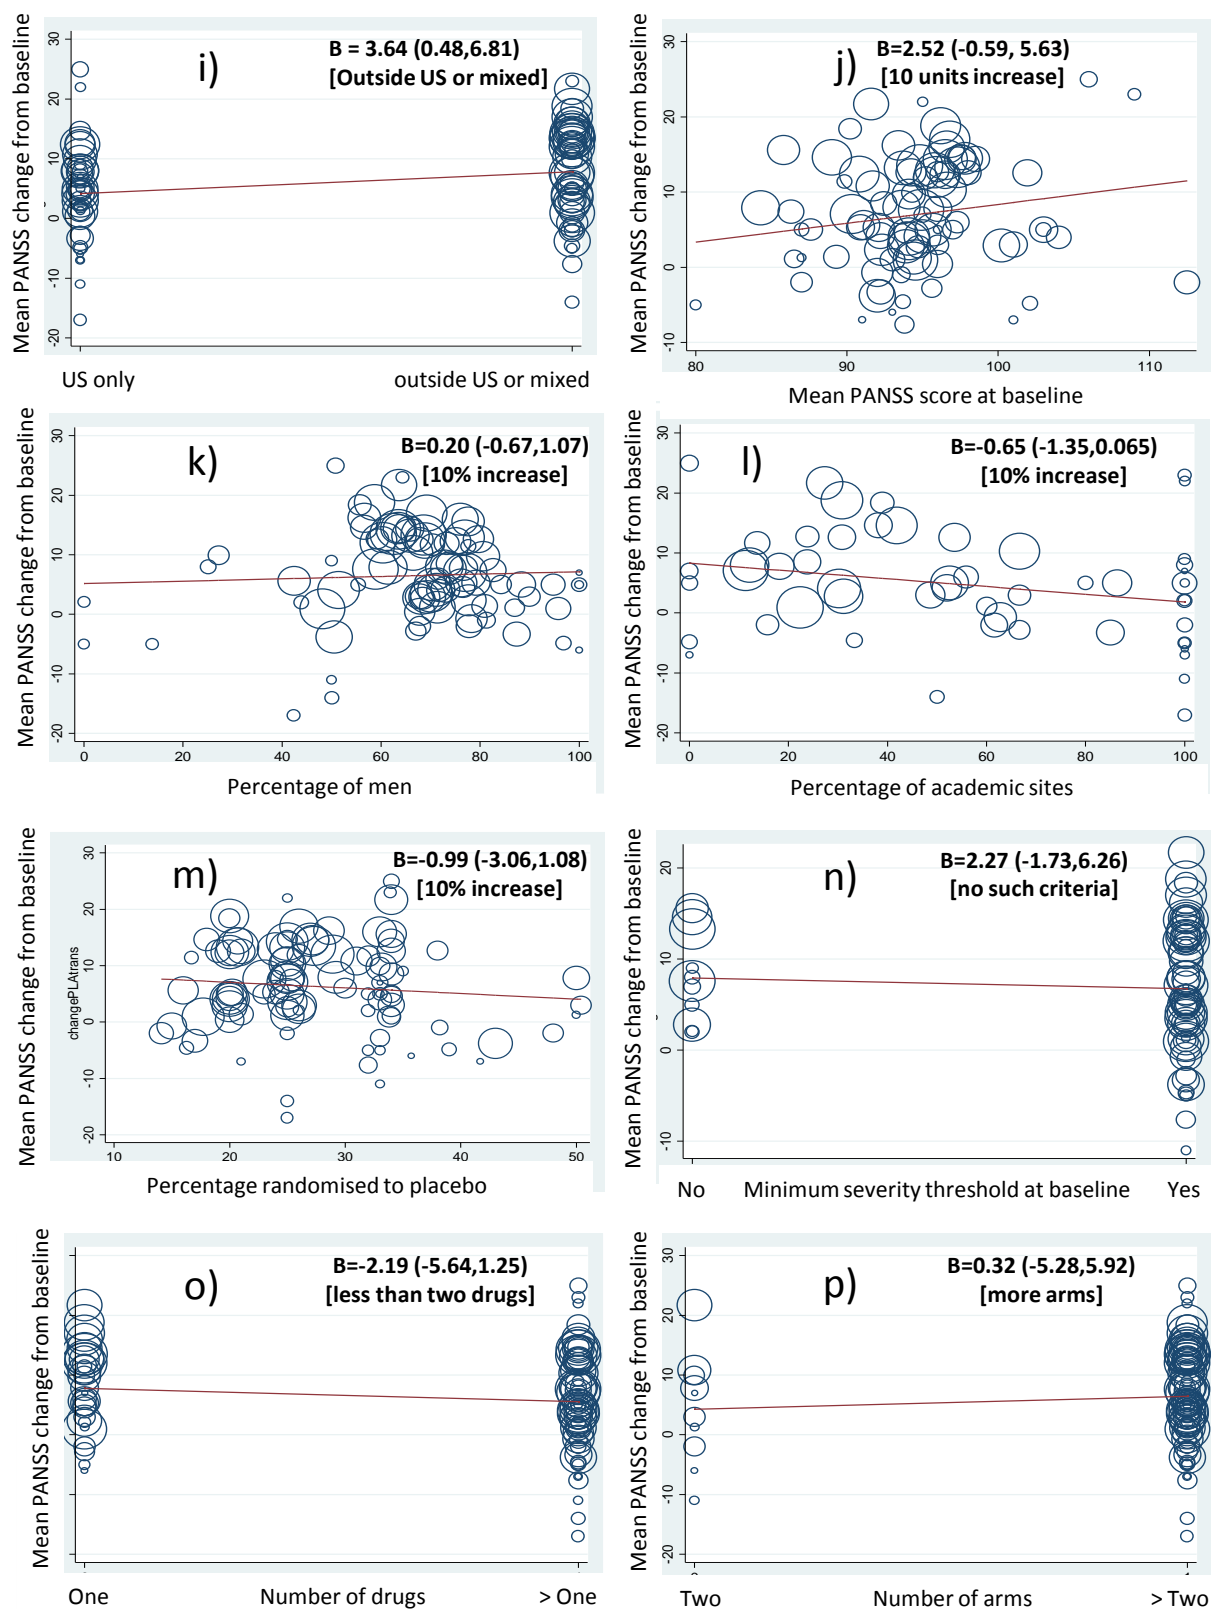 Mean PANSS change from baseline
30
20
10
0
-10
-20
i)
B = 3.64 (0.48,6.81)
[Outside US or mixed]
US only
outside US or mixed
Mean PANSS change from baseline
30
20
10
0
-10
j)
B=2.52 (-0.59, 5.63)
[10 units increase]
80
90
100
110
Mean PANSS score at baseline
Mean PANSS change from baseline
30
20
10
0
-10
-20
k)
B=0.20 (-0.67,1.07)
[10% increase]
0
20
40
60
80
100
Percentage of men
Mean PANSS change from baseline
30
20
10
0
-10
-20
l)
B=-0.65 (-1.35,0.065)
[10% increase]
0
20
40
60
80
100
Percentage of academic sites
Mean PANSS change from baseline
changePLAtrans
30
20
10
0
-10
-20
m)
B=-0.99 (-3.06,1.08)
[10% increase]
10
20
30
40
50
Percentage randomised to placebo
Mean PANSS change from baseline
20
10
0
-10
n)
B=2.27 (-1.73,6.26)
[no such criteria]
No
Minimum severity threshold at baseline
Yes
Mean PANSS change from baseline
o)
B=-2.19 (-5.64,1.25)
[less than two drugs]
One
Number of drugs
> One
Mean PANSS change from baseline
30
20
10
0
-10
-20
p)
B=0.32 (-5.28,5.92)
[more arms]
Two
Number of arms
> Two